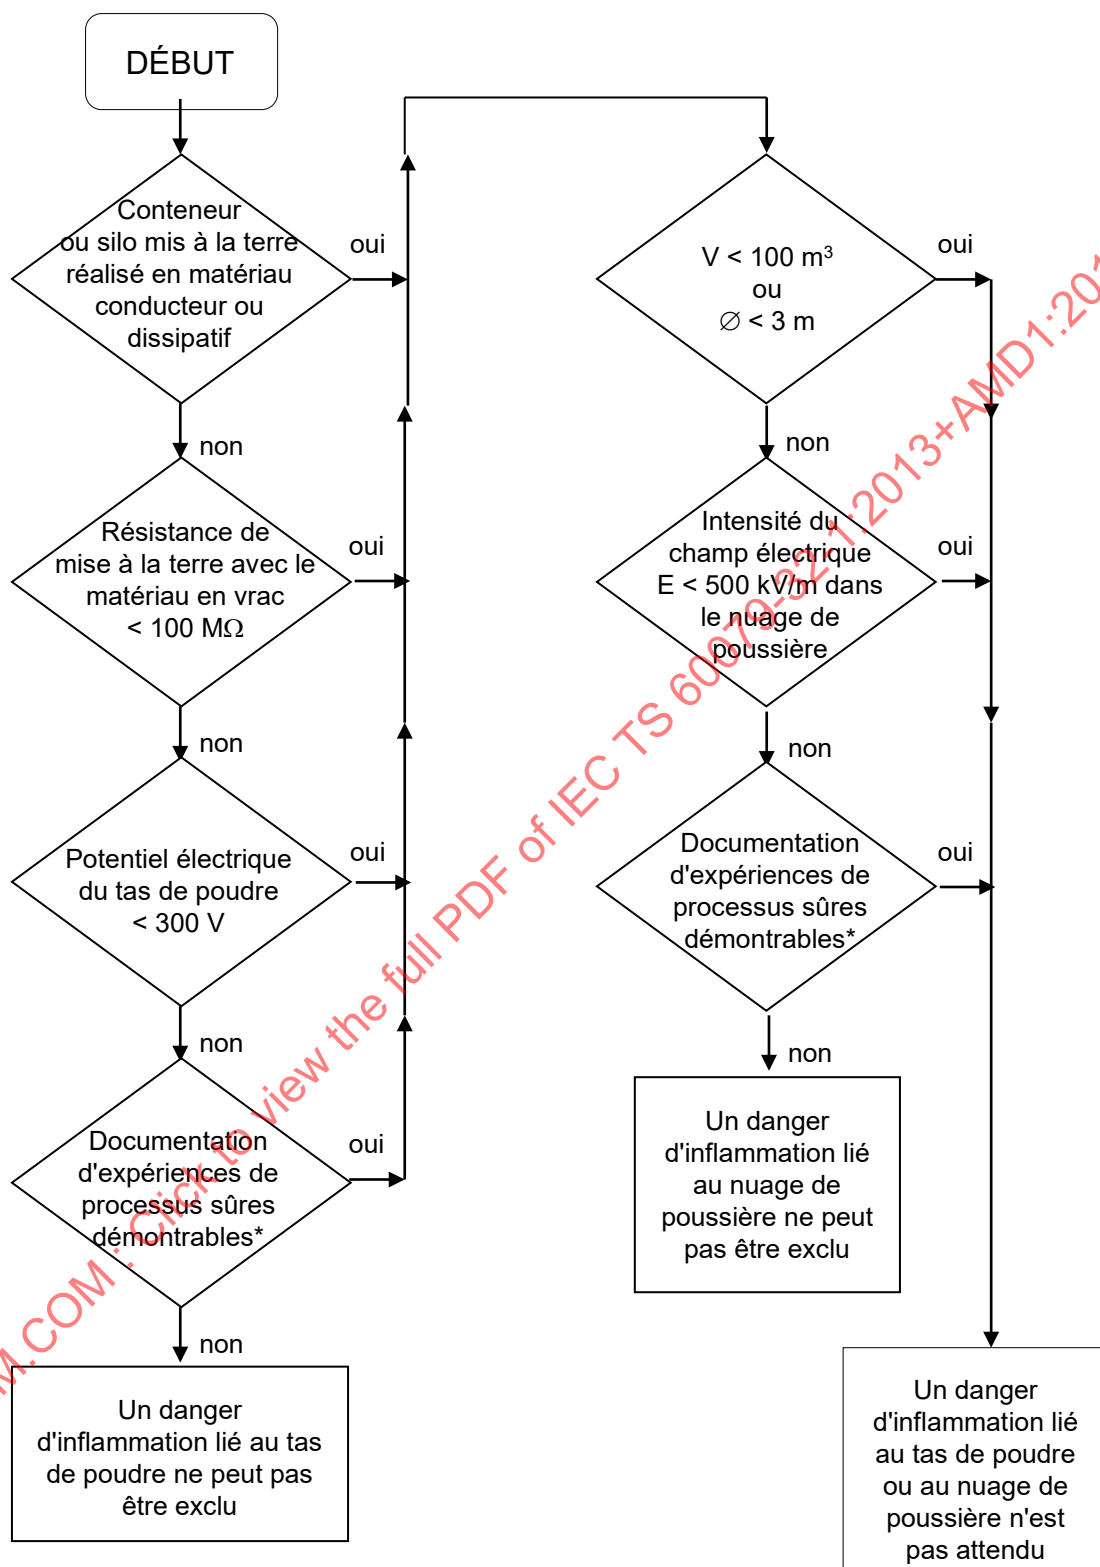 DÉBUT
Conteneur
ou silo mis à la terre
réalisé en matériau
conducteur ou
dissipatif
oui
non
Résistance de
mise à la terre avec le
matériau en vrac
< 100 MΩ
oui
non
Potentiel électrique
du tas de poudre
< 300 V
oui
non
Documentation
d'expériences de
processus sûres
démontrables*
oui
non
Un danger
d'inflammation lié au tas
de poudre ne peut pas
être exclu
V < 100 m³
ou
∅ < 3 m
oui
non
Intensité du
champ électrique
E < 500 kV/m dans
le nuage de
poussière
oui
non
Documentation
d'expériences de
processus sûres
démontrables*
oui
non
Un danger
d'inflammation lié
au nuage de
poussière ne peut
pas être exclu
Un danger
d'inflammation lié
au tas de poudre
ou au nuage de
poussière n'est
pas attendu
M.COM : Click to view the full PDF of IEC TS 60079-32-1:2013+AMD1:201